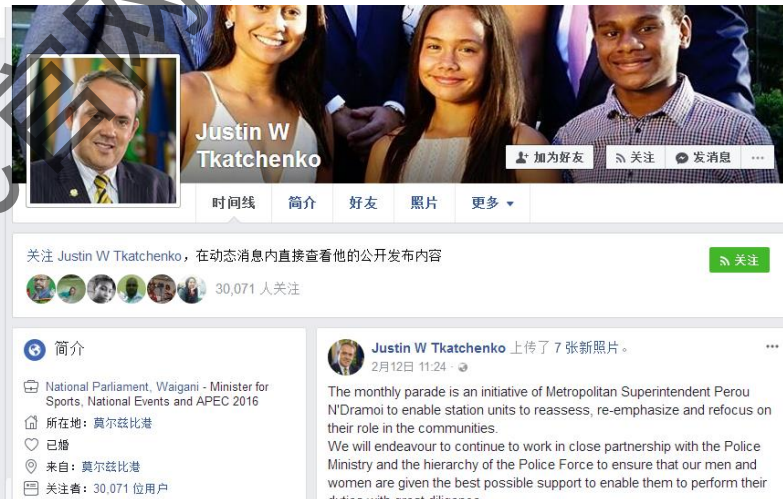 Justin W
Tkatchenko
加为好友
关注
发消息
时间线
简介
好友
照片
更多
关注 Justin W Tkatchenko，在动态消息内直接查看他的公开发布内容
关注
30,071 人关注
简介
National Parliament, Waigani - Minister for
Sports, National Events and APEC 2016
所在地：莫尔兹比港
已婚
来自：莫尔兹比港
关注者：30,071 位用户
Justin W Tkatchenko 上传了 7 张新照片。
2月12日 11:24
The monthly parade is an initiative of Metropolitan Superintendent Perou
N'Dramoi to enable station units to reassess, re-emphasize and refocus on
their role in the communities.
We will endeavour to continue to work in close partnership with the Police
Ministry and the hierarchy of the Police Force to ensure that our men and
women are given the best possible support to enable them to perform their
duties with great diligence